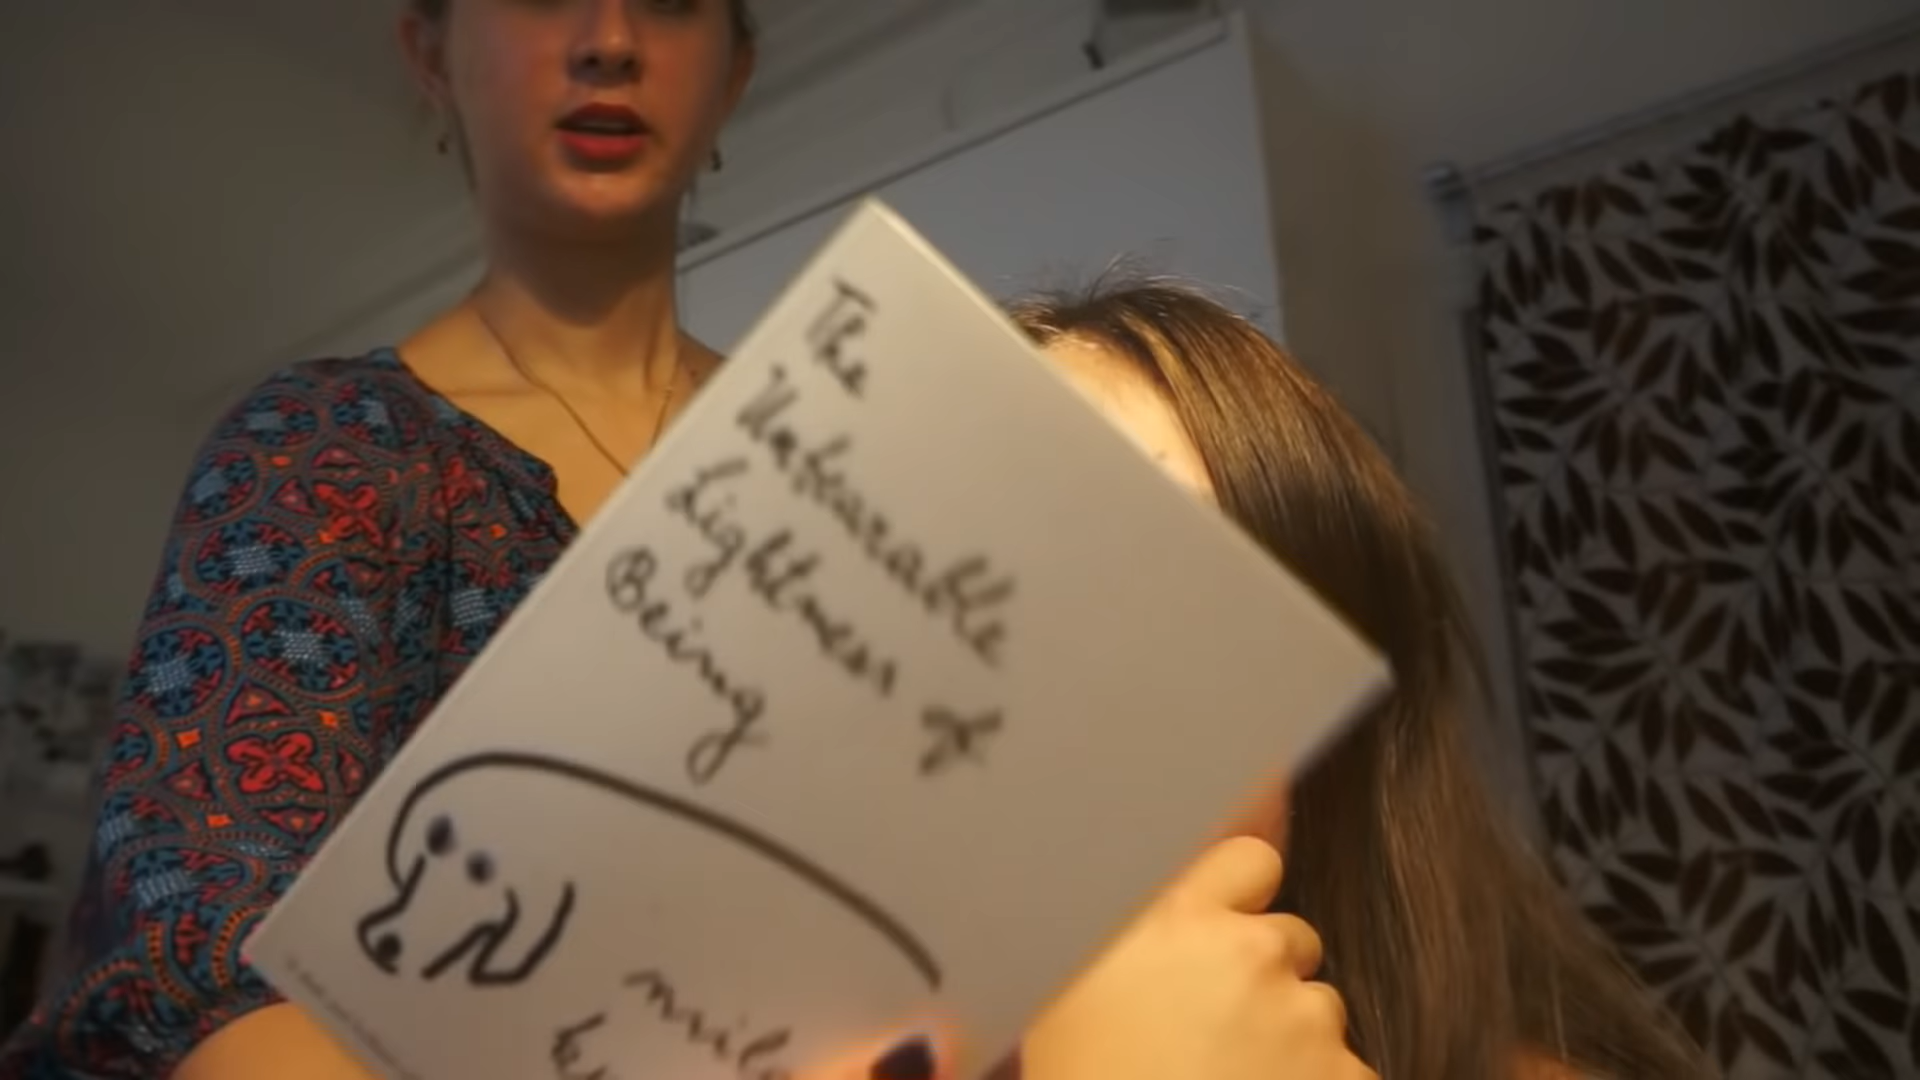 The
Unbearable
Lightness of
Being